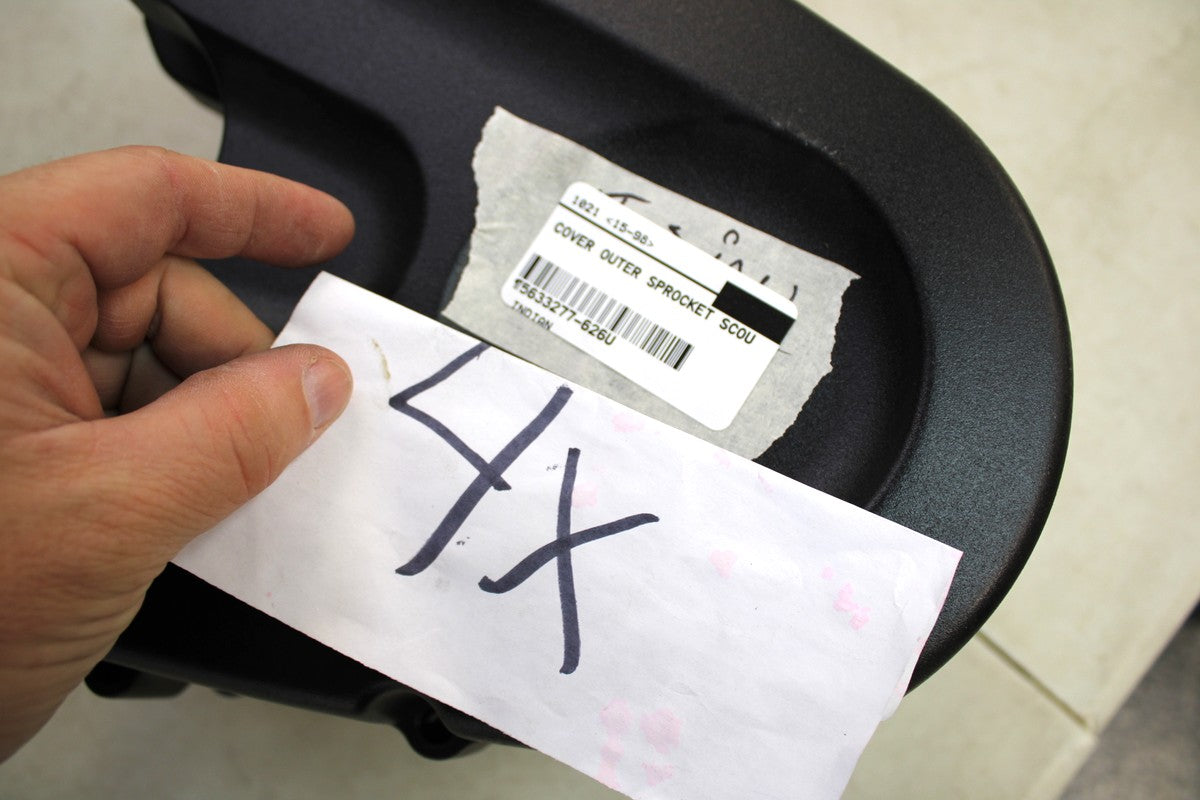 1021 <15-98>
COVER OUTER SPROCKET SCOU
5633277-626U
INDIAN
4X